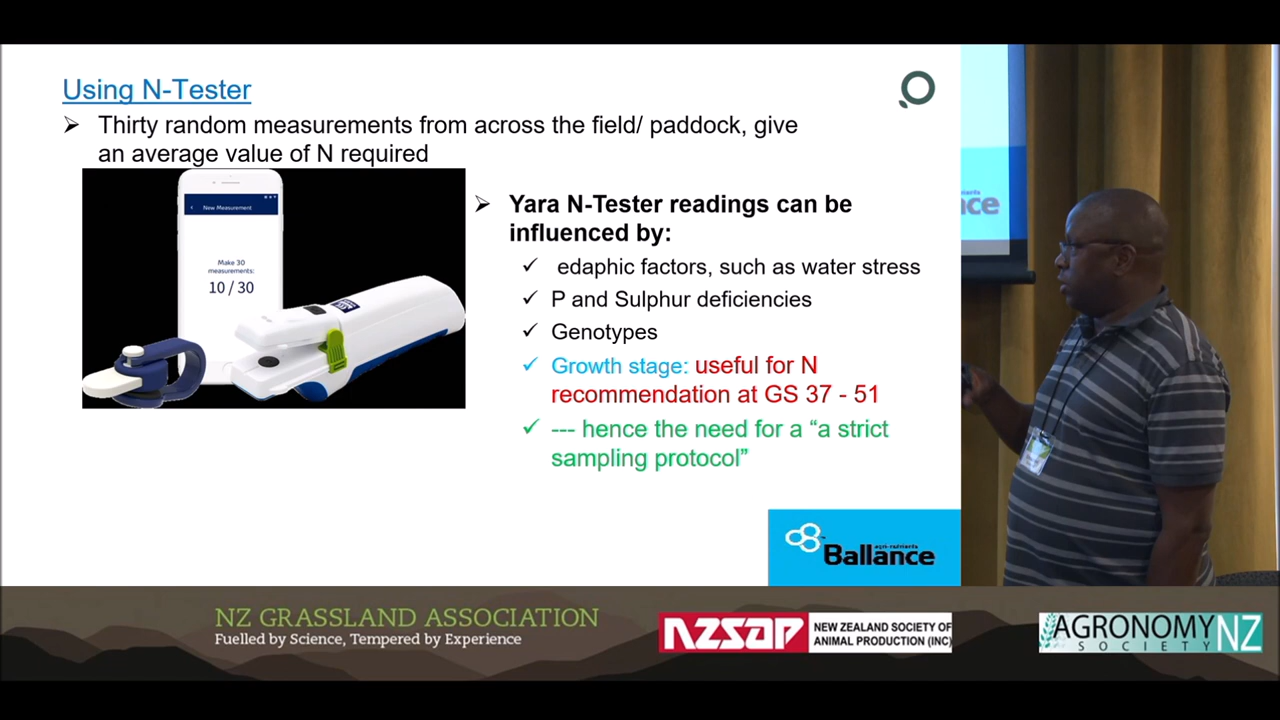 Using N-Tester
Thirty random measurements from across the field/ paddock, give
an average value of N required
New Measurement
Make 30
measurements:
10 / 30
Yara N-Tester readings can be
influenced by:
edaphic factors, such as water stress
P and Sulphur deficiencies
Genotypes
Growth stage: useful for N
recommendation at GS 37 - 51
--- hence the need for a “a strict
sampling protocol”
agri-nutrients
Ballance
NZ GRASSLAND ASSOCIATION
Fuelled by Science, Tempered by Experience
NZSAP
NEW ZEALAND SOCIETY OF
ANIMAL PRODUCTION (INC)
AGRONOMY NZ
SOCIETY